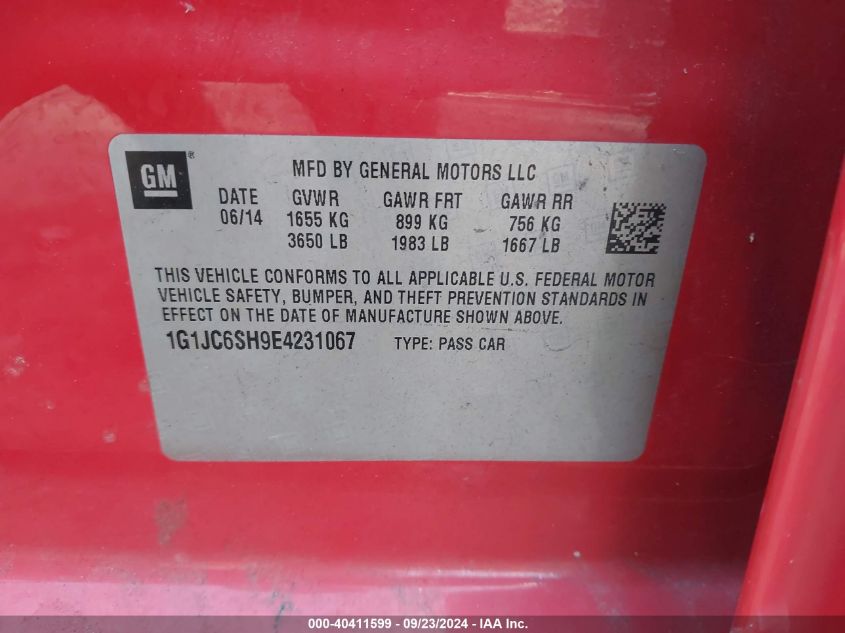 GM ® MFD BY GENERAL MOTORS LLC
DATE GVWR GAWR FRT GAWR RR
06/14 1655 KG 899 KG 756 KG
3650 LB 1983 LB 1667 LB
THIS VEHICLE CONFORMS TO ALL APPLICABLE U.S. FEDERAL MOTOR
VEHICLE SAFETY, BUMPER, AND THEFT PREVENTION STANDARDS IN
EFFECT ON THE DATE OF MANUFACTURE SHOWN ABOVE.
1G1JC6SH9E4231067 TYPE: PASS CAR
000-40411599 - 09/23/2024 - IAA Inc.